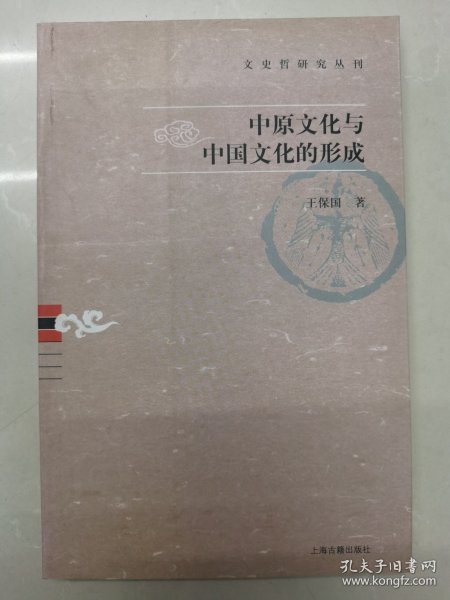 文史哲研究丛刊
中原文化与
中国文化的形成
王保国 著
上海古籍出版社
孔夫子旧书网
www.kongfz.com